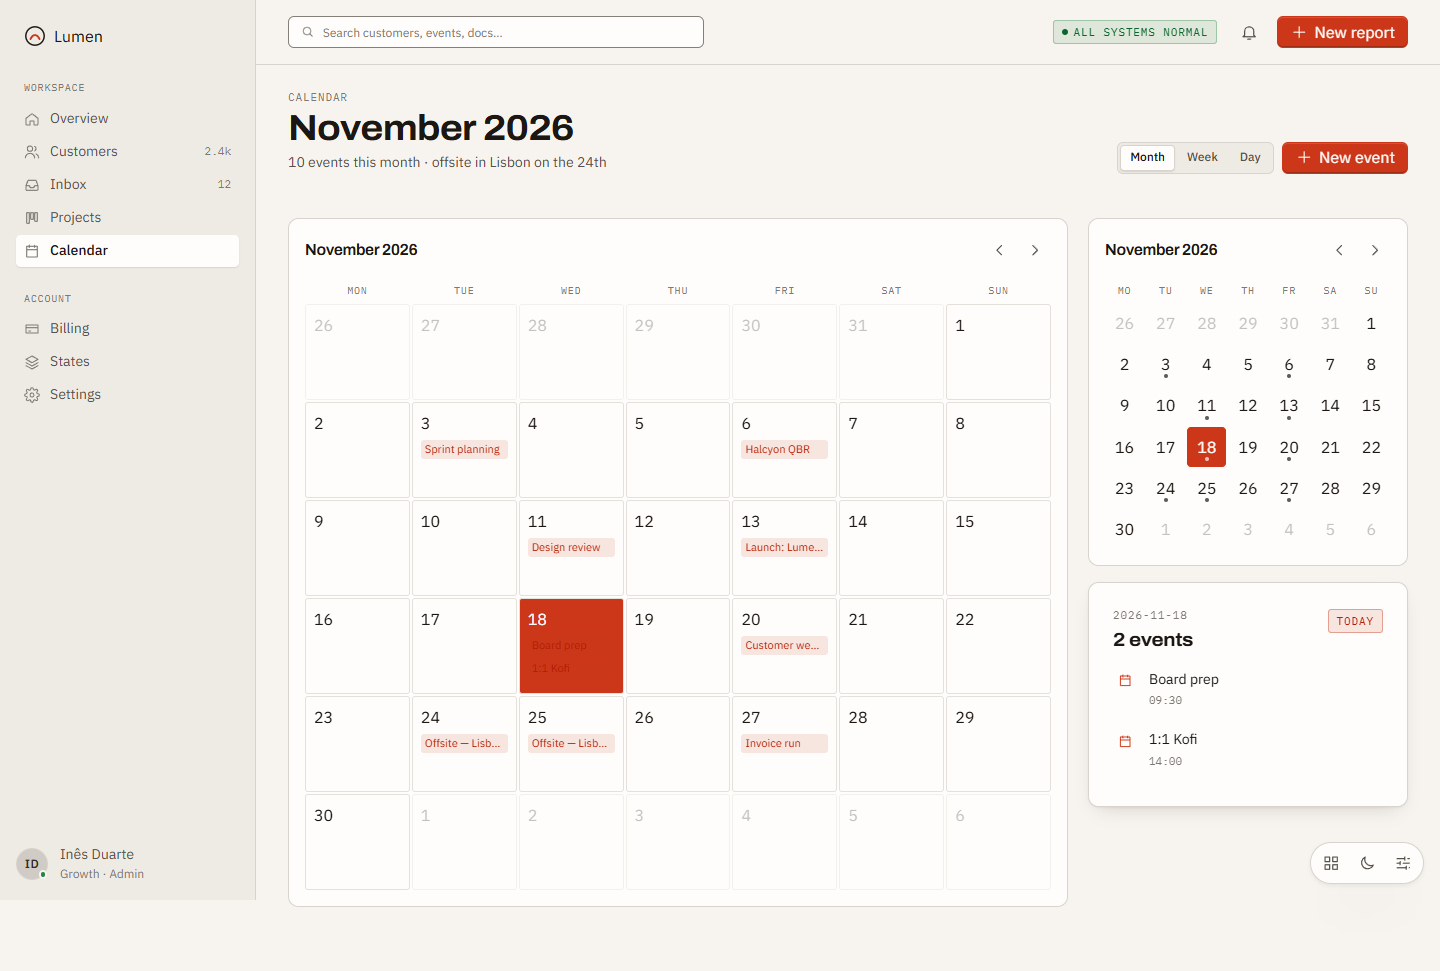 Lumen
WORKSPACE
Overview
Customers 2.4k
Inbox 12
Projects
Calendar
ACCOUNT
Billing
States
Settings
ID
Inês Duarte
Growth · Admin
Search customers, events, docs...
ALL SYSTEMS NORMAL
New report
CALENDAR
November 2026
10 events this month · offsite in Lisbon on the 24th
Month Week Day
New event
November 2026
MON TUE WED THU FRI SAT SUN
26 27 28 29 30 31 1
2 3 4 5 6 7 8
Sprint planning Halcyon QBR
9 10 11 12 13 14 15
Design review Launch: Lume...
16 17 18 19 20 21 22
Board prep Customer we...
1:1 Kofi
23 24 25 26 27 28 29
Offsite — Lisb... Offsite — Lisb... Invoice run
30 1 2 3 4 5 6
November 2026
MO TU WE TH FR SA SU
26 27 28 29 30 31 1
2 3 4 5 6 7 8
9 10 11 12 13 14 15
16 17 18 19 20 21 22
23 24 25 26 27 28 29
30 1 2 3 4 5 6
2026-11-18
TODAY
2 events
Board prep
09:30
1:1 Kofi
14:00